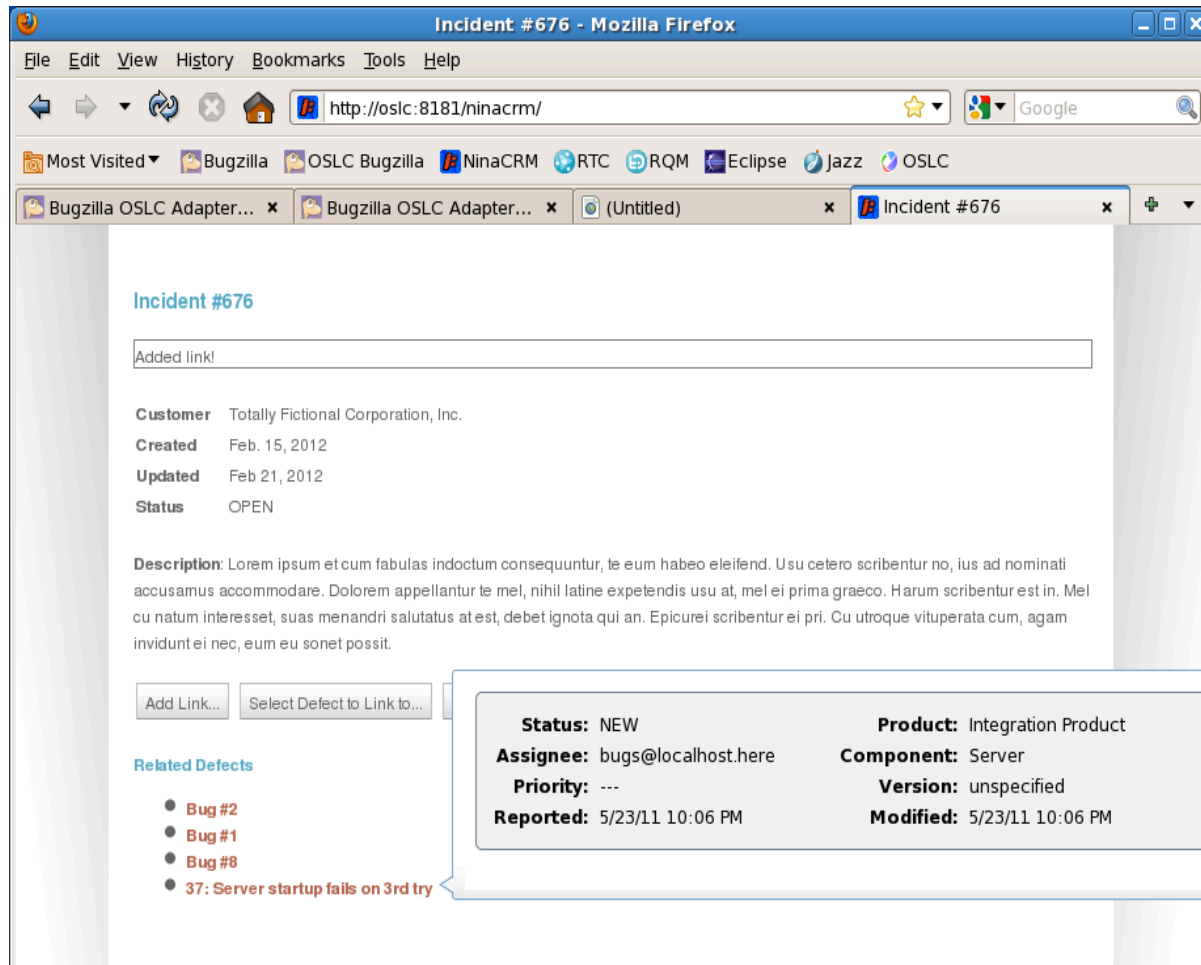 Incident #676 - Mozilla Firefox
File Edit View History Bookmarks Tools Help
http://oslc:8181/ninacrm/ Google
Most Visited Bugzilla OSLC Bugzilla NinaCRM RTC RQM Eclipse Jazz OSLC
Bugzilla OSLC Adapter... Bugzilla OSLC Adapter... (Untitled) Incident #676
Incident #676
Added link!
Customer Totally Fictional Corporation, Inc.
Created Feb. 15, 2012
Updated Feb 21, 2012
Status OPEN
Description: Lorem ipsum et cum fabulas indoctum consequuntur, te eum habeo eleifend. Usu cetero scribentur no, ius ad nominati
accusamus accommodare. Dolorem appellantur te mel, nihil latine expetendis usu at, mel ei prima graeco. Harum scribentur est in. Mel
cu natum interesset, suas menandri salutatus at est, debet ignota qui an. Epicurei scribentur ei pri. Cu utroque vituperata cum, agam
invidunt ei nec, eum eu sonet possit.
Add Link... Select Defect to Link to...
Status: NEW Product: Integration Product
Assignee: bugs@localhost.here Component: Server
Priority: --- Version: unspecified
Reported: 5/23/11 10:06 PM Modified: 5/23/11 10:06 PM
Related Defects
Bug #2
Bug #1
Bug #8
37: Server startup fails on 3rd try